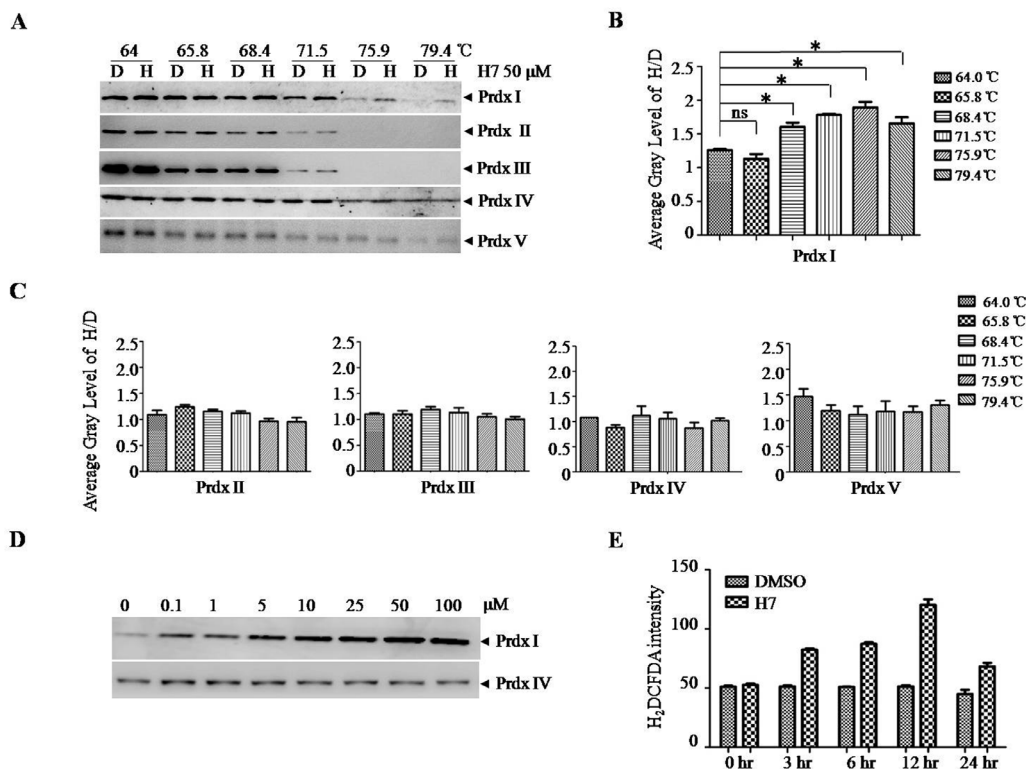 A
64 65.8 68.4 71.5 75.9 79.4 ℃
D H D H D H D H D H D H H7 50 μM
Prdx I
Prdx II
Prdx III
Prdx IV
Prdx V
B
Average Gray Level of H/D
2.5
2
1.5
1
0.5
0
ns
*
*
*
*
Prdx I
64.0 ℃
65.8 ℃
68.4 ℃
71.5 ℃
75.9 ℃
79.4 ℃
C
Average Gray Level of H/D
2.5
2.0
1.5
1.0
0.5
0.0
Prdx II
2.5
2.0
1.5
1.0
0.5
0.0
Prdx III
2.5
2.0
1.5
1.0
0.5
0.0
Prdx IV
2.5
2.0
1.5
1.0
0.5
0.0
Prdx V
64.0 ℃
65.8 ℃
68.4 ℃
71.5 ℃
75.9 ℃
79.4 ℃
D
0 0.1 1 5 10 25 50 100 μM
Prdx I
Prdx IV
E
H₂DCFDA intensity
150
100
50
0
DMSO
H7
0 hr 3 hr 6 hr 12 hr 24 hr